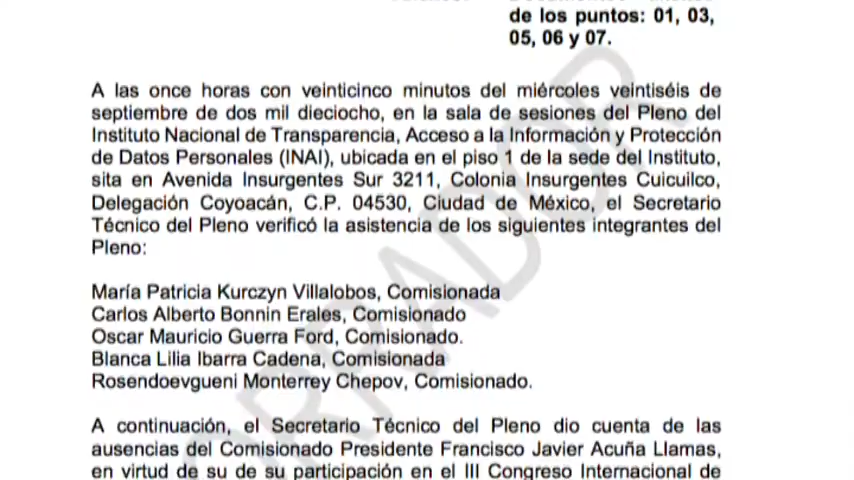 de los puntos: 01, 03,
05, 06 y 07.
A las once horas con veinticinco minutos del miércoles veintiséis de
septiembre de dos mil dieciocho, en la sala de sesiones del Pleno del
Instituto Nacional de Transparencia, Acceso a la Información y Protección
de Datos Personales (INAI), ubicada en el piso 1 de la sede del Instituto,
sita en Avenida Insurgentes Sur 3211, Colonia Insurgentes Cuicuilco,
Delegación Coyoacán, C.P. 04530, Ciudad de México, el Secretario
Técnico del Pleno verificó la asistencia de los siguientes integrantes del
Pleno:
María Patricia Kurczyn Villalobos, Comisionada
Carlos Alberto Bonnin Erales, Comisionado
Oscar Mauricio Guerra Ford, Comisionado.
Blanca Lilia Ibarra Cadena, Comisionada
Rosendoevgueni Monterrey Chepov, Comisionado.
A continuación, el Secretario Técnico del Pleno dio cuenta de las
ausencias del Comisionado Presidente Francisco Javier Acuña Llamas,
en virtud de su de su participación en el III Congreso Internacional de
ORRADOR